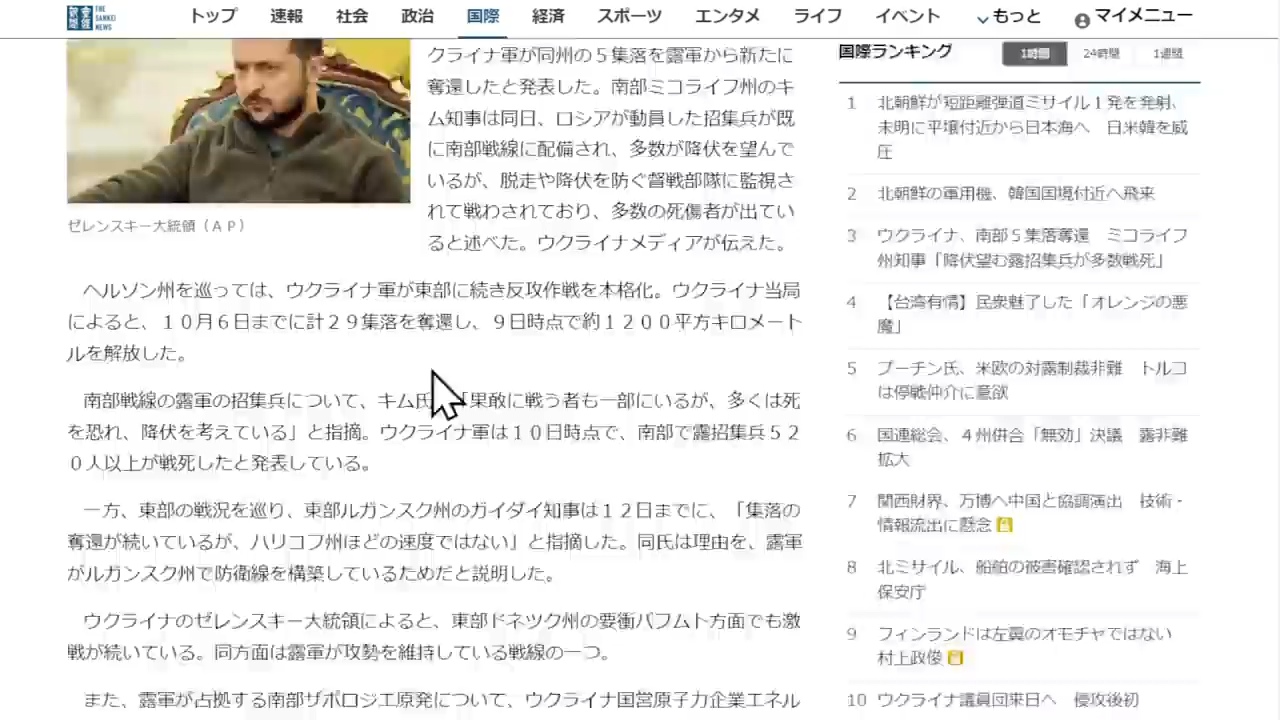 THE SANKEI NEWS
トップ 速報 社会 政治 国際 経済 スポーツ エンタメ ライフ イベント もっと マイメニュー
クライナ軍が同州の５集落を露軍から新たに
奪還したと発表した。南部ミコライフ州のキ
ム知事は同日、ロシアが動員した招集兵が既
に南部戦線に配備され、多数が降伏を望んで
いるが、脱走や降伏を防ぐ督戦部隊に監視さ
れて戦わされており、多数の死傷者が出てい
ると述べた。ウクライナメディアが伝えた。
ゼレンスキー大統領（ＡＰ）
ヘルソン州を巡っては、ウクライナ軍が東部に続き反攻作戦を本格化。ウクライナ当局
によると、１０月６日までに計２９集落を奪還し、９日時点で約１２００平方キロメート
ルを解放した。
南部戦線の露軍の招集兵について、キム氏「果敢に戦う者も一部にいるが、多くは死
を恐れ、降伏を考えている」と指摘。ウクライナ軍は１０日時点で、南部で露招集兵５２
０人以上が戦死したと発表している。
一方、東部の戦況を巡り、東部ルガンスク州のガイダイ知事は１２日までに、「集落の
奪還が続いているが、ハリコフ州ほどの速度ではない」と指摘した。同氏は理由を、露軍
がルガンスク州で防衛線を構築しているためだと説明した。
ウクライナのゼレンスキー大統領によると、東部ドネツク州の要衝バフムト方面でも激
戦が続いている。同方面は露軍が攻勢を維持している戦線の一つ。
また、露軍が占拠する南部ザポロジエ原発について、ウクライナ国営原子力企業エネル
国際ランキング 1時間 24時間 1週間
1 北朝鮮が短距離弾道ミサイル１発を発射、
未明に平壌付近から日本海へ 日米韓を威
圧
2 北朝鮮の軍用機、韓国国境付近へ飛来
3 ウクライナ、南部５集落奪還 ミコライフ
州知事「降伏望む露招集兵が多数戦死」
4 【台湾有情】民衆魅了した「オレンジの悪
魔」
5 プーチン氏、米欧の対露制裁非難 トルコ
は停戦仲介に意欲
6 国連総会、４州併合「無効」決議 露非難
拡大
7 関西財界、万博へ中国と協調演出 技術・
情報流出に懸念
8 北ミサイル、船舶の被害確認されず 海上
保安庁
9 フィンランドは左翼のオモチャではない
村上政俊
10 ウクライナ議員団来日へ 侵攻後初